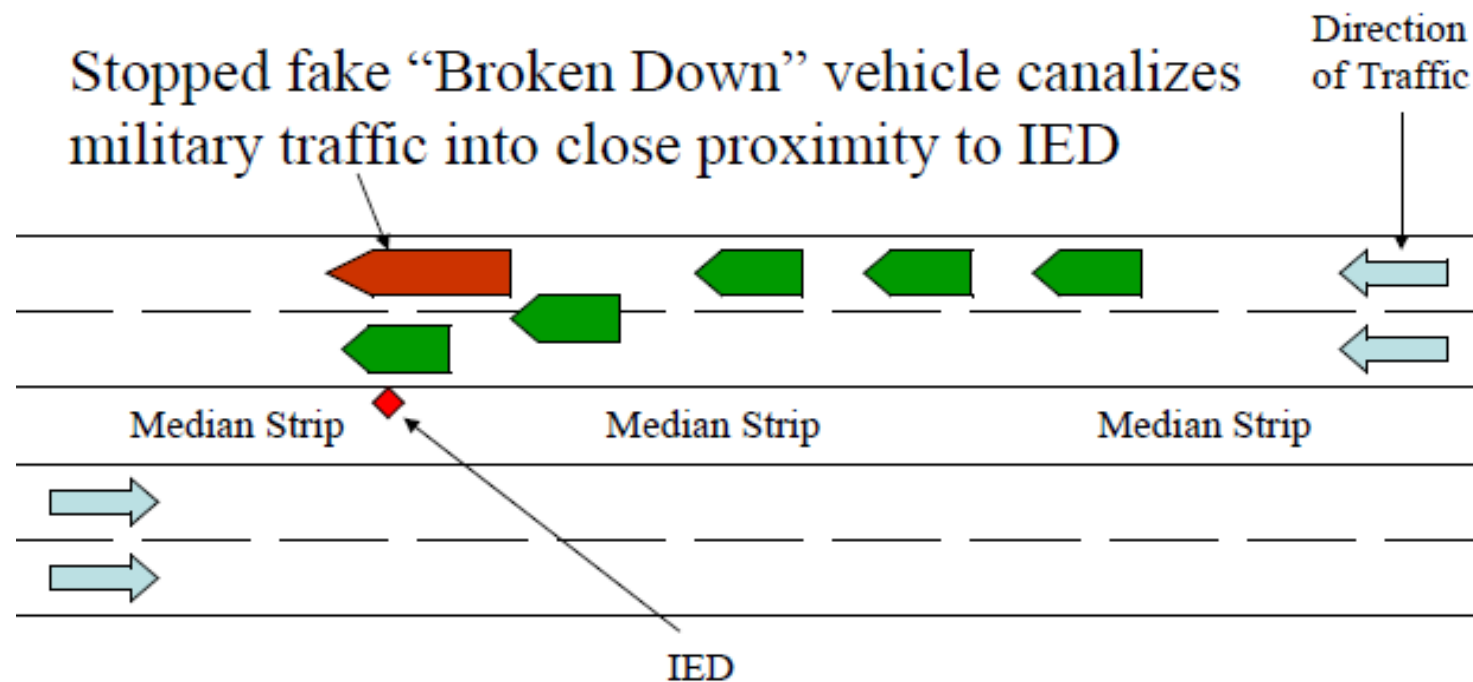 Direction
of Traffic
Stopped fake “Broken Down” vehicle canalizes
military traffic into close proximity to IED
Median Strip Median Strip Median Strip
IED